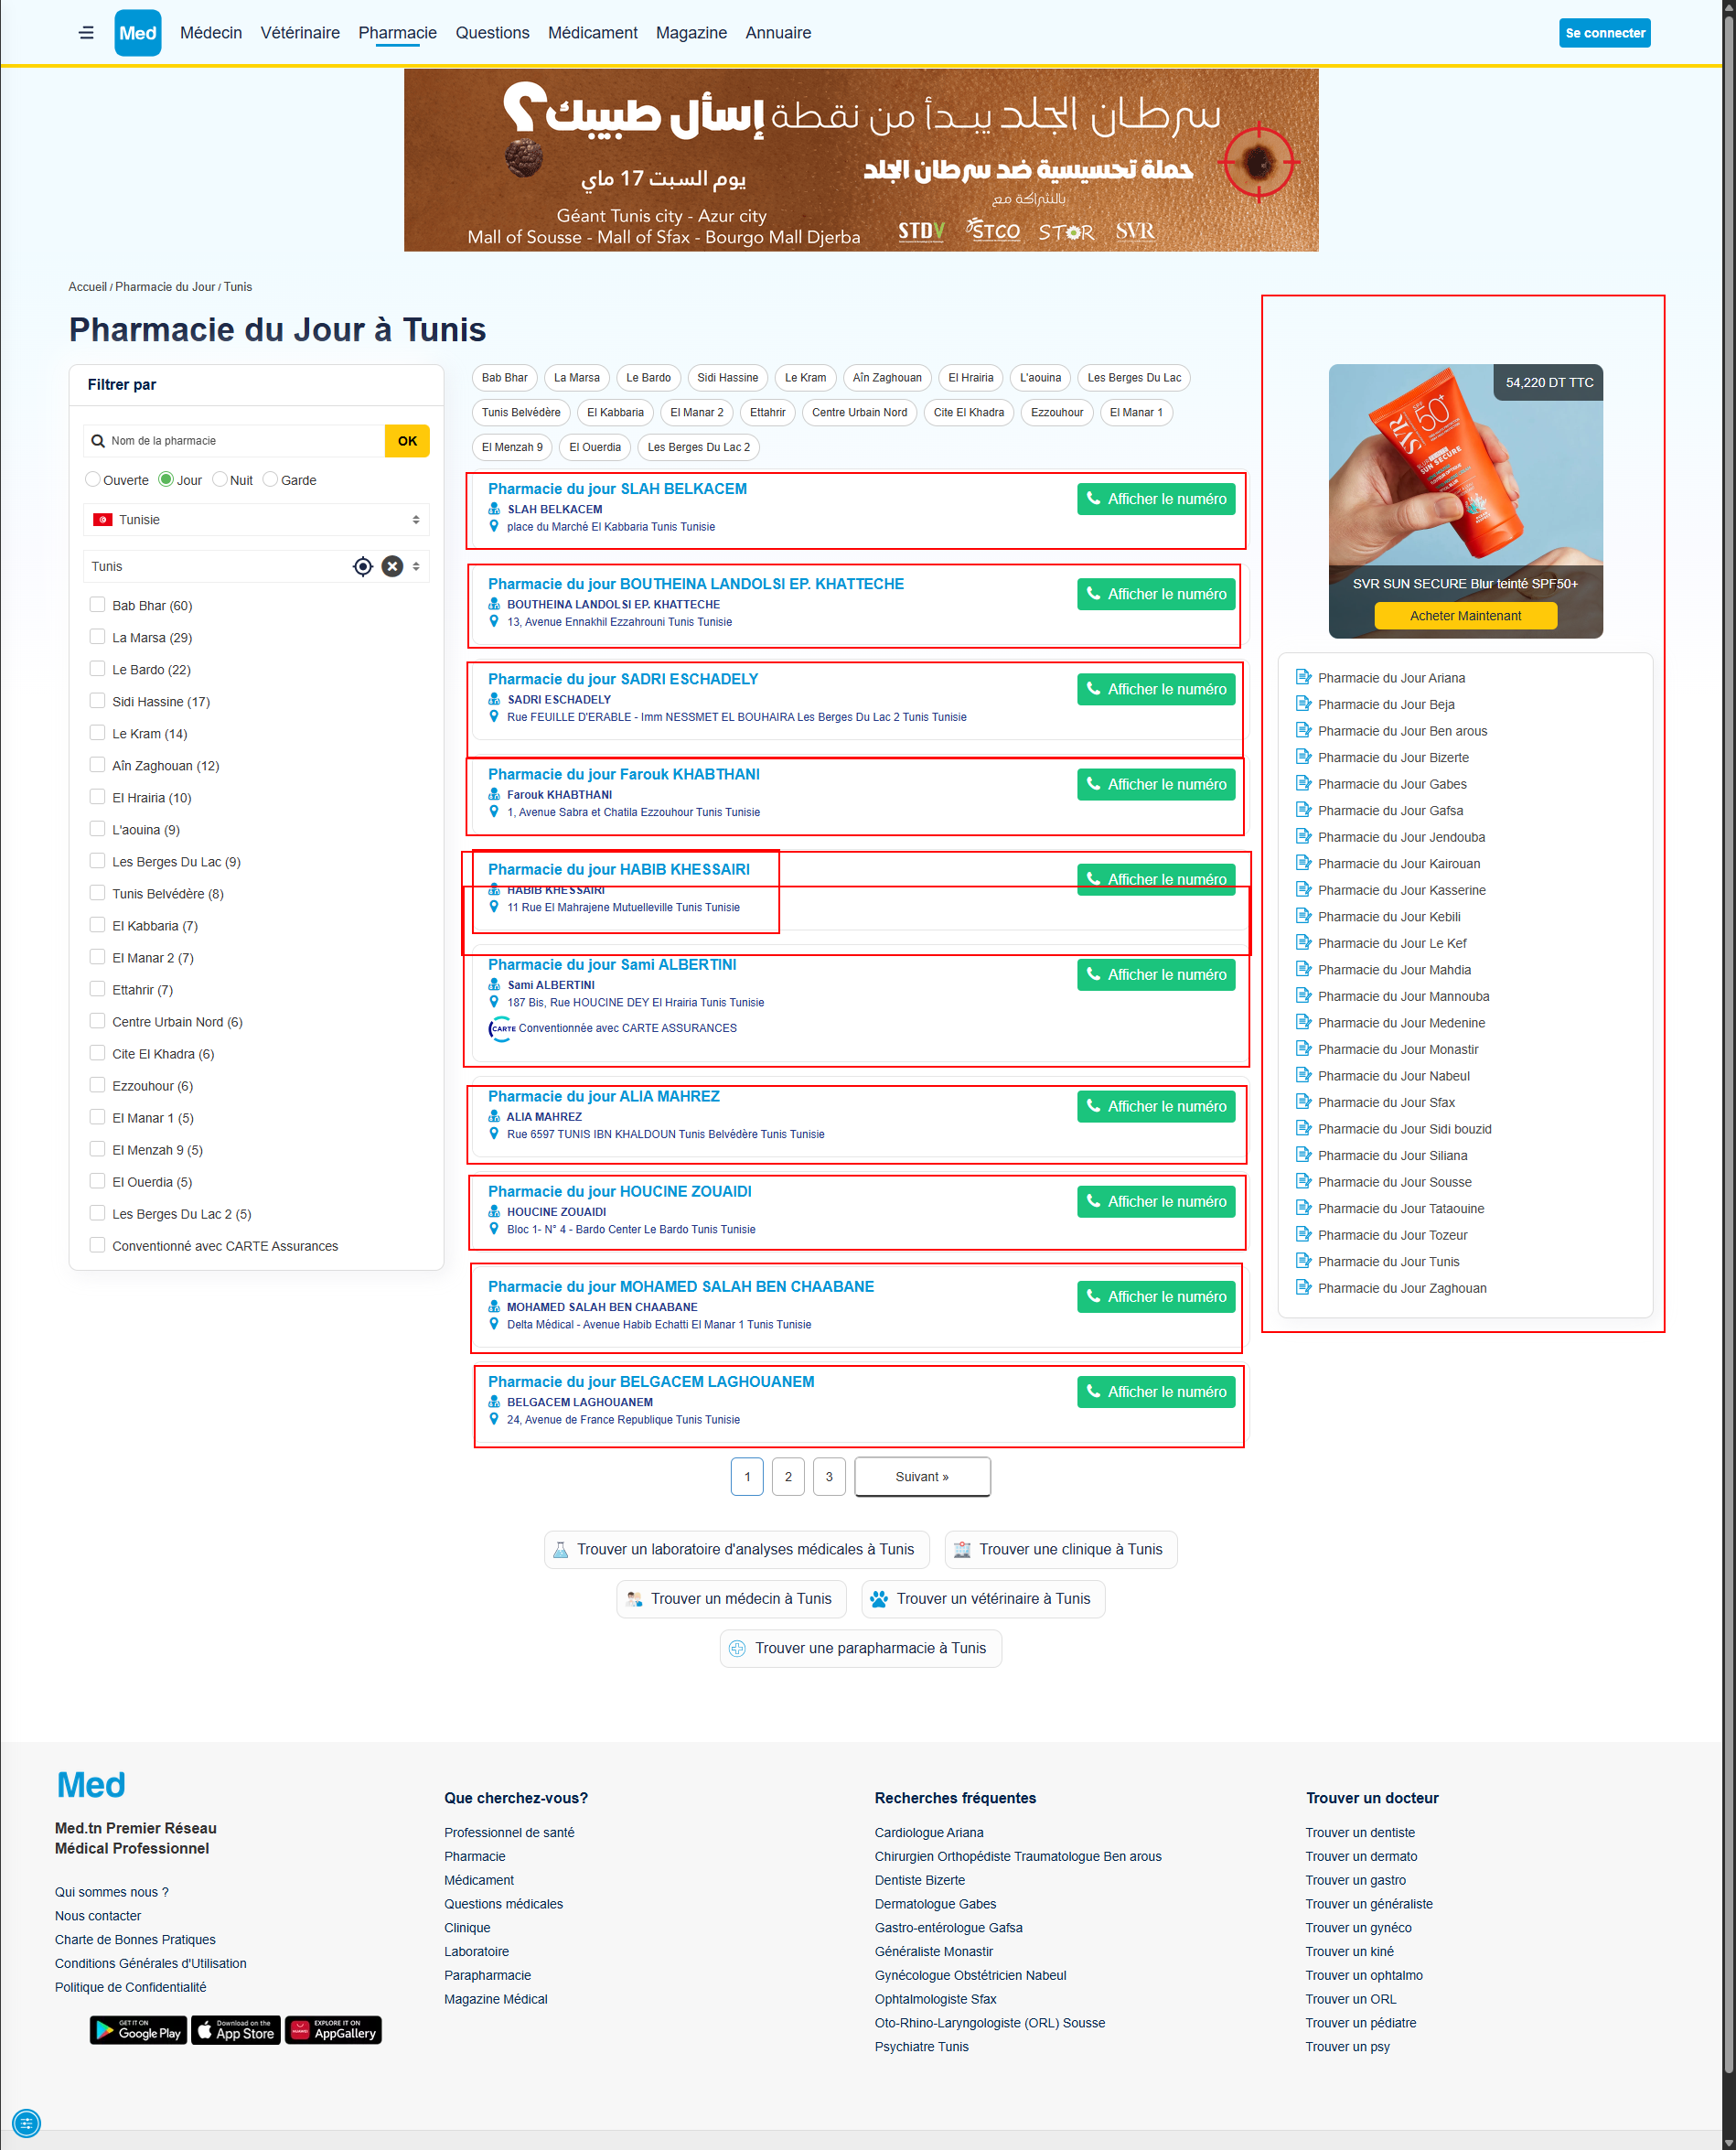 Med
Médecin
Vétérinaire
Pharmacie
Questions
Médicament
Magazine
Annuaire
Se connecter
سرطان الجلد يبدأ من نقطة إسأل طبيبك؟
حملة تحسيسية ضد سرطان الجلد
بالشراكة مع
STDV STCO STAR SVR
يوم السبت 17 ماي
Géant Tunis city - Azur city
Mall of Sousse - Mall of Sfax - Bourgo Mall Djerba
Accueil / Pharmacie du Jour / Tunis
Pharmacie du Jour à Tunis
Filtrer par
Nom de la pharmacie
OK
Ouverte Jour Nuit Garde
Tunisie
Tunis
Bab Bhar (60)
La Marsa (29)
Le Bardo (22)
Sidi Hassine (17)
Le Kram (14)
Aîn Zaghouan (12)
El Hrairia (10)
L'aouina (9)
Les Berges Du Lac (9)
Tunis Belvédère (8)
El Kabbaria (7)
El Manar 2 (7)
Ettahrir (7)
Centre Urbain Nord (6)
Cite El Khadra (6)
Ezzouhour (6)
El Manar 1 (5)
El Menzah 9 (5)
El Ouerdia (5)
Les Berges Du Lac 2 (5)
Conventionné avec CARTE Assurances
Bab Bhar La Marsa Le Bardo Sidi Hassine Le Kram Aîn Zaghouan El Hrairia L'aouina Les Berges Du Lac
Tunis Belvédère El Kabbaria El Manar 2 Ettahrir Centre Urbain Nord Cite El Khadra Ezzouhour El Manar 1
El Menzah 9 El Ouerdia Les Berges Du Lac 2
Pharmacie du jour SLAH BELKACEM
SLAH BELKACEM
place du Marché El Kabbaria Tunis Tunisie
Afficher le numéro
Pharmacie du jour BOUTHEINA LANDOLSI EP. KHATTECHE
BOUTHEINA LANDOLSI EP. KHATTECHE
13, Avenue Ennakhil Ezzahrouni Tunis Tunisie
Afficher le numéro
Pharmacie du jour SADRI ESCHADELY
SADRI ESCHADELY
Rue FEUILLE D'ERABLE - Imm NESSMET EL BOUHAIRA Les Berges Du Lac 2 Tunis Tunisie
Afficher le numéro
Pharmacie du jour Farouk KHABTHANI
Farouk KHABTHANI
1, Avenue Sabra et Chatila Ezzouhour Tunis Tunisie
Afficher le numéro
Pharmacie du jour HABIB KHESSAIRI
HABIB KHESSAIRI
11 Rue El Mahrajene Mutuelleville Tunis Tunisie
Afficher le numéro
Pharmacie du jour Sami ALBERTINI
Sami ALBERTINI
187 Bis, Rue HOUCINE DEY El Hrairia Tunis Tunisie
CARTE Conventionnée avec CARTE ASSURANCES
Afficher le numéro
Pharmacie du jour ALIA MAHREZ
ALIA MAHREZ
Rue 6597 TUNIS IBN KHALDOUN Tunis Belvédère Tunis Tunisie
Afficher le numéro
Pharmacie du jour HOUCINE ZOUAIDI
HOUCINE ZOUAIDI
Bloc 1- N° 4 - Bardo Center Le Bardo Tunis Tunisie
Afficher le numéro
Pharmacie du jour MOHAMED SALAH BEN CHAABANE
MOHAMED SALAH BEN CHAABANE
Delta Médical - Avenue Habib Echatti El Manar 1 Tunis Tunisie
Afficher le numéro
Pharmacie du jour BELGACEM LAGHOUANEM
BELGACEM LAGHOUANEM
24, Avenue de France Republique Tunis Tunisie
Afficher le numéro
1 2 3 Suivant »
54,220 DT TTC
SVR
50+
SUN SECURE
SVR SUN SECURE Blur teinté SPF50+
Acheter Maintenant
Pharmacie du Jour Ariana
Pharmacie du Jour Beja
Pharmacie du Jour Ben arous
Pharmacie du Jour Bizerte
Pharmacie du Jour Gabes
Pharmacie du Jour Gafsa
Pharmacie du Jour Jendouba
Pharmacie du Jour Kairouan
Pharmacie du Jour Kasserine
Pharmacie du Jour Kebili
Pharmacie du Jour Le Kef
Pharmacie du Jour Mahdia
Pharmacie du Jour Mannouba
Pharmacie du Jour Medenine
Pharmacie du Jour Monastir
Pharmacie du Jour Nabeul
Pharmacie du Jour Sfax
Pharmacie du Jour Sidi bouzid
Pharmacie du Jour Siliana
Pharmacie du Jour Sousse
Pharmacie du Jour Tataouine
Pharmacie du Jour Tozeur
Pharmacie du Jour Tunis
Pharmacie du Jour Zaghouan
Trouver un laboratoire d'analyses médicales à Tunis
Trouver une clinique à Tunis
Trouver un médecin à Tunis
Trouver un vétérinaire à Tunis
Trouver une parapharmacie à Tunis
Med
Med.tn Premier Réseau
Médical Professionnel
Qui sommes nous ?
Nous contacter
Charte de Bonnes Pratiques
Conditions Générales d'Utilisation
Politique de Confidentialité
GET IT ON
Google Play
Download on the
App Store
EXPLORE IT ON
AppGallery
Que cherchez-vous?
Professionnel de santé
Pharmacie
Médicament
Questions médicales
Clinique
Laboratoire
Parapharmacie
Magazine Médical
Recherches fréquentes
Cardiologue Ariana
Chirurgien Orthopédiste Traumatologue Ben arous
Dentiste Bizerte
Dermatologue Gabes
Gastro-entérologue Gafsa
Généraliste Monastir
Gynécologue Obstétricien Nabeul
Ophtalmologiste Sfax
Oto-Rhino-Laryngologiste (ORL) Sousse
Psychiatre Tunis
Trouver un docteur
Trouver un dentiste
Trouver un dermato
Trouver un gastro
Trouver un généraliste
Trouver un gynéco
Trouver un kiné
Trouver un ophtalmo
Trouver un ORL
Trouver un pédiatre
Trouver un psy